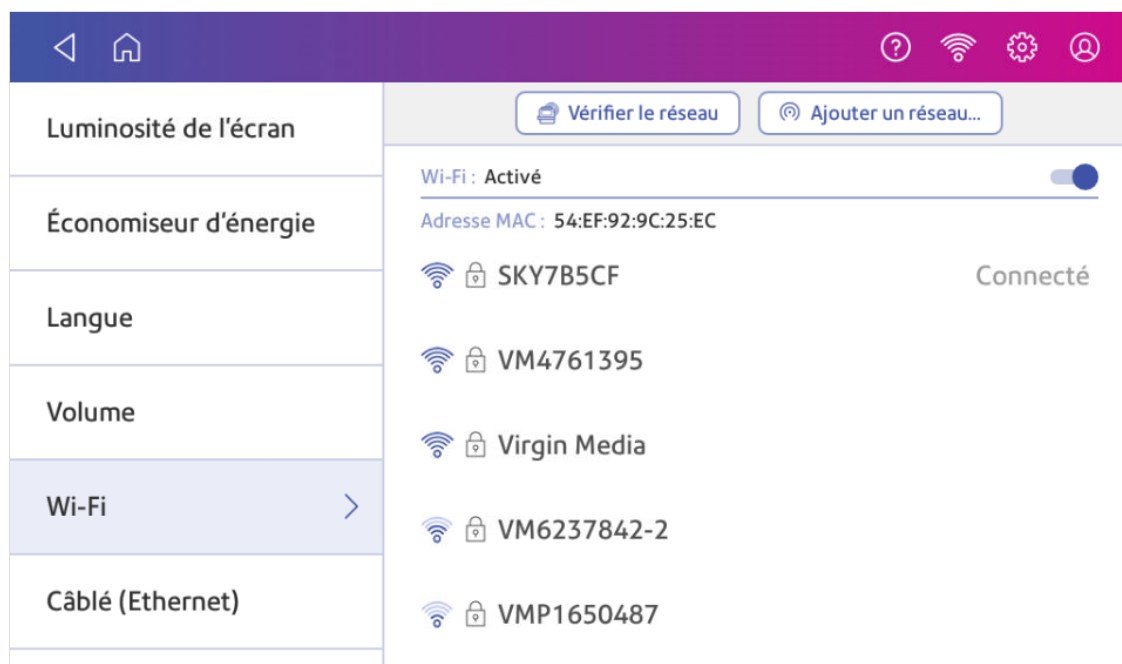 Vérifier le réseau
Ajouter un réseau...
Luminosité de l'écran
Économiseur d'énergie
Langue
Volume
Wi-Fi
Câblé (Ethernet)
Wi-Fi : Activé
Adresse MAC : 54:EF:92:9C:25:EC
SKY7B5CF Connecté
VM4761395
Virgin Media
VM6237842-2
VMP1650487